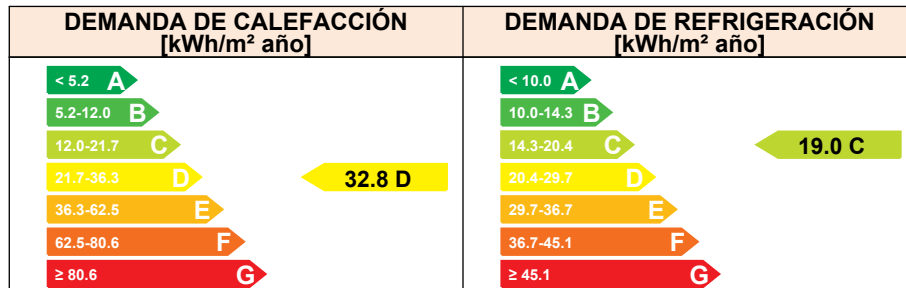 DEMANDA DE CALEFACCIÓN
[kWh/m² año]
< 5.2 A
5.2-12.0 B
12.0-21.7 C
21.7-36.3 D
32.8 D
36.3-62.5 E
62.5-80.6 F
≥ 80.6 G
DEMANDA DE REFRIGERACIÓN
[kWh/m² año]
< 10.0 A
10.0-14.3 B
14.3-20.4 C
19.0 C
20.4-29.7 D
29.7-36.7 E
36.7-45.1 F
≥ 45.1 G